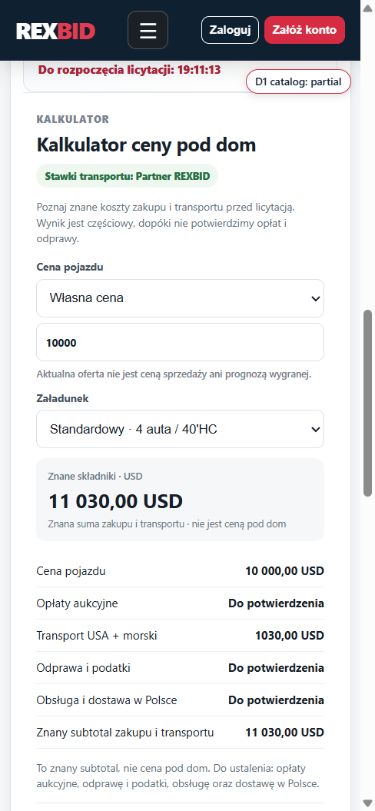 REXBID
Zaloguj
Załóż konto
Do rozpoczęcia licytacji: 19:11:13
D1 catalog: partial
KALKULATOR
Kalkulator ceny pod dom
Stawki transportu: Partner REXBID
Poznaj znane koszty zakupu i transportu przed licytacją.
Wynik jest częściowy, dopóki nie potwierdzimy opłat i
odprawy.
Cena pojazdu
Własna cena
10000
Aktualna oferta nie jest ceną sprzedaży ani prognozą wygranej.
Załadunek
Standardowy · 4 auta / 40'HC
Znane składniki · USD
11 030,00 USD
Znana suma zakupu i transportu · nie jest ceną pod dom
Cena pojazdu 10 000,00 USD
Opłaty aukcyjne Do potwierdzenia
Transport USA + morski 1030,00 USD
Odprawa i podatki Do potwierdzenia
Obsługa i dostawa w Polsce Do potwierdzenia
Znany subtotal zakupu i transportu 11 030,00 USD
To znany subtotal, nie cena pod dom. Do ustalenia: opłaty
aukcyjne, odprawę i podatki, obsługę oraz dostawę w Polsce.